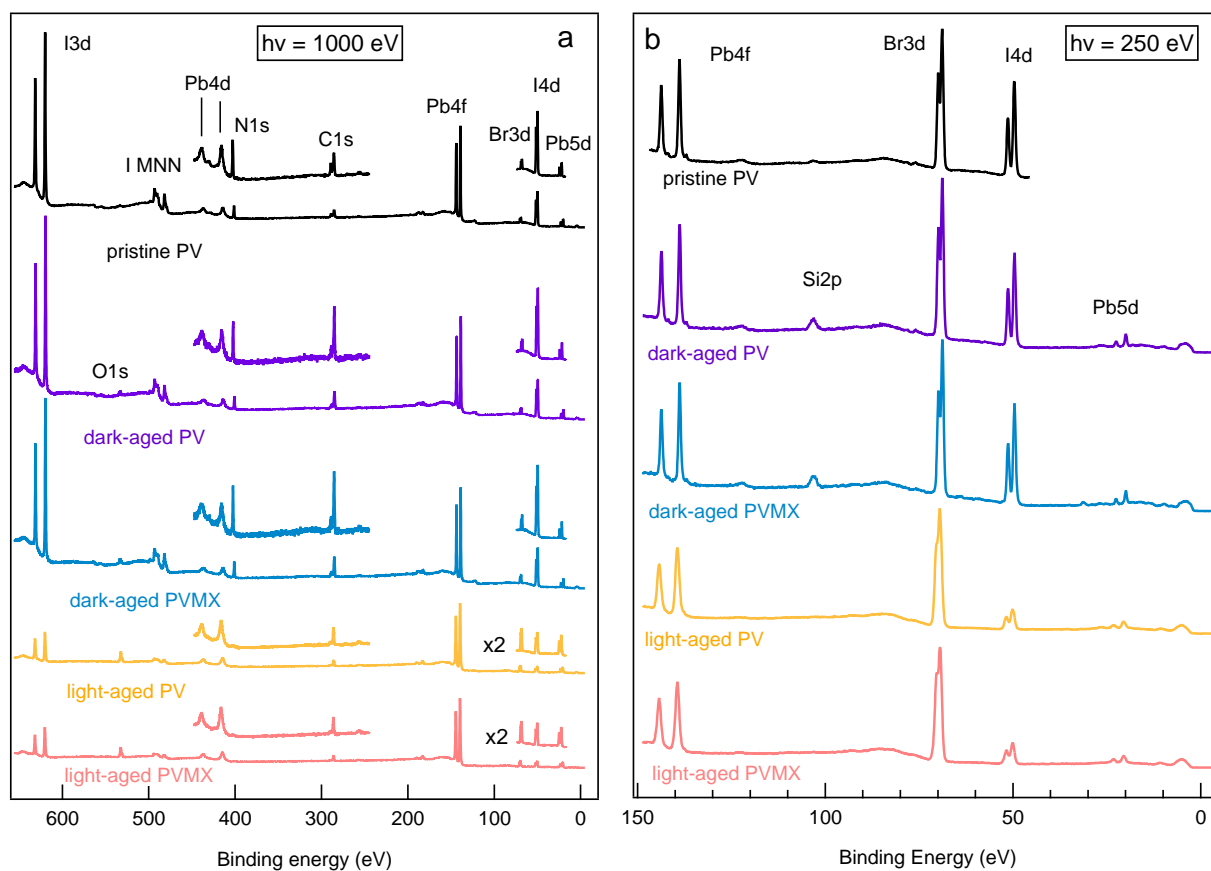 I3d
hν = 1000 eV
a
Pb4d
N1s
I MNN
C1s
Pb4f
I4d
Br3d
Pb5d
pristine PV
O1s
dark-aged PV
dark-aged PVMX
x2
light-aged PV
x2
light-aged PVMX
600
500
400
300
200
100
0
Binding energy (eV)
b
Pb4f
Br3d
hν = 250 eV
I4d
pristine PV
Si2p
Pb5d
dark-aged PV
dark-aged PVMX
light-aged PV
light-aged PVMX
150
100
50
0
Binding Energy (eV)